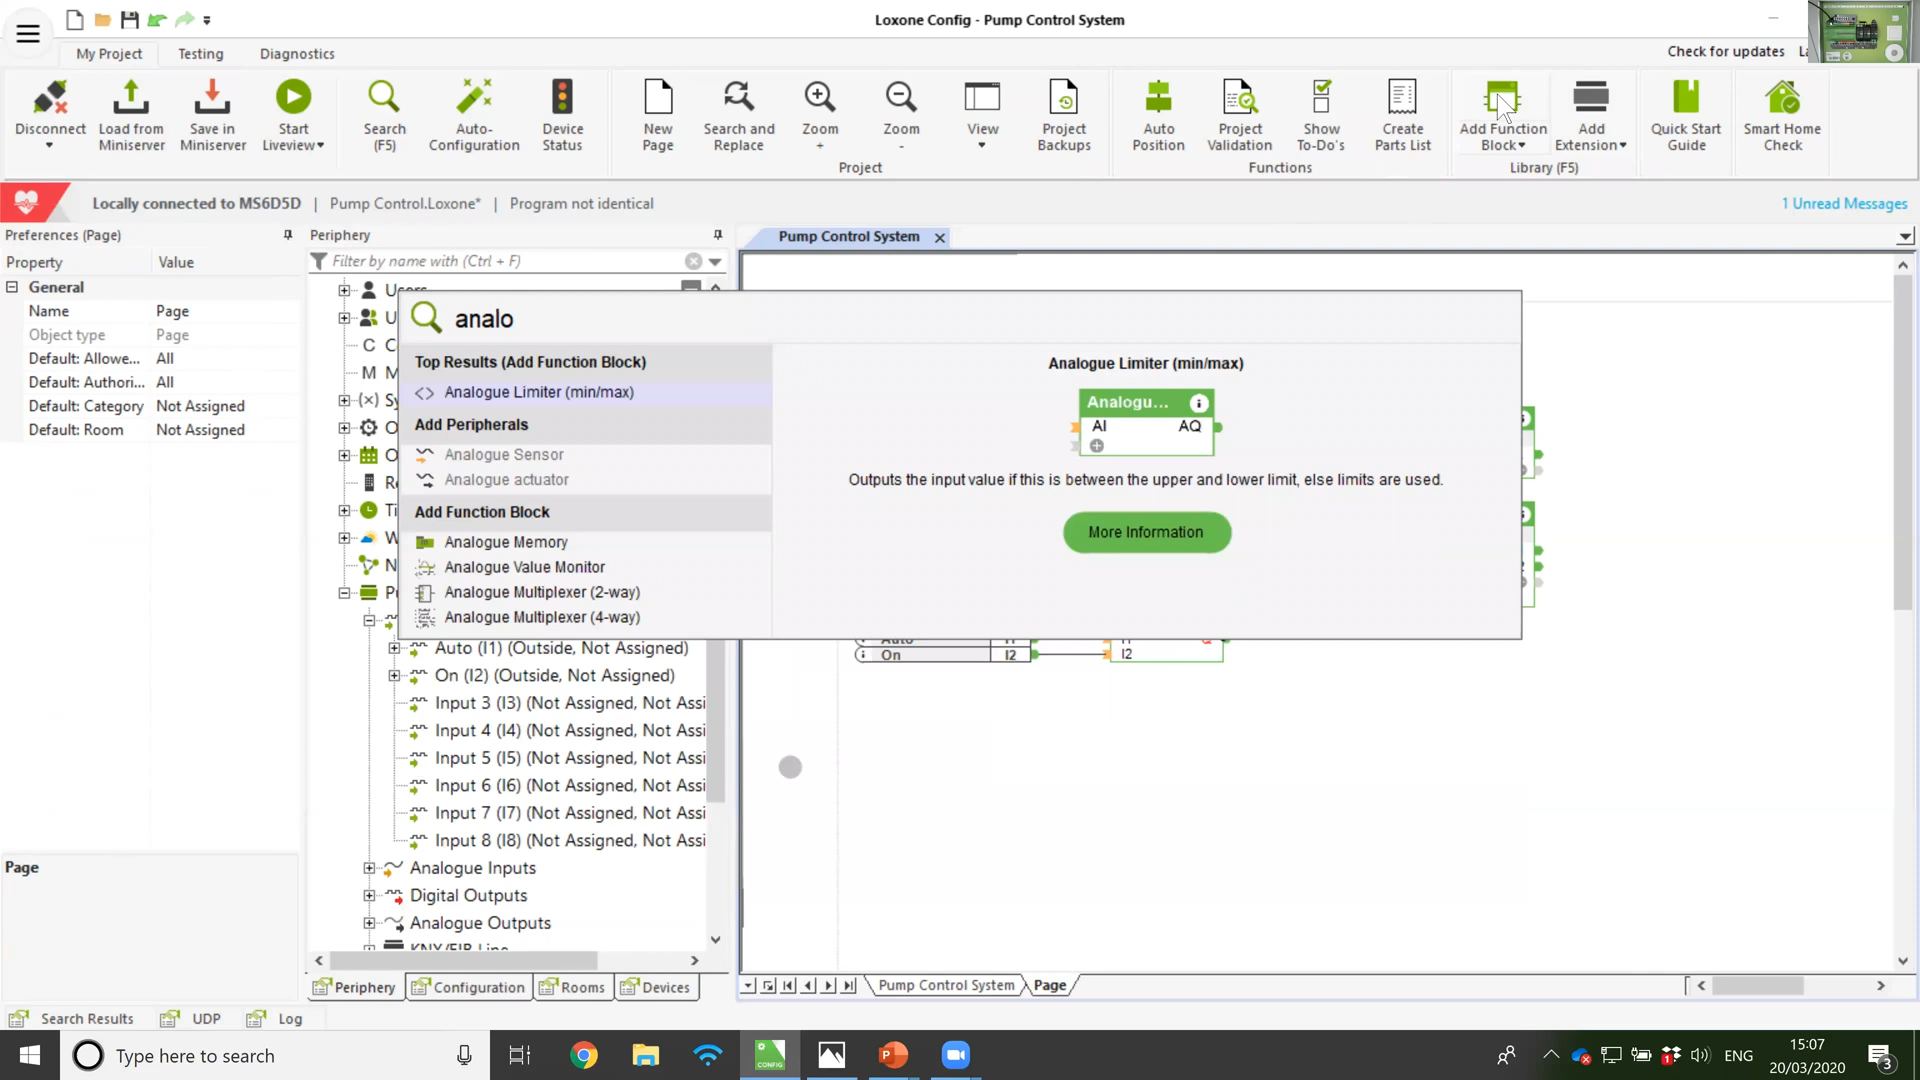 Loxone Config - Pump Control System
My Project
Testing
Diagnostics
Check for updates
Disconnect
Load from
Miniserver
Save in
Miniserver
Start
Liveview
Search
(F5)
Auto-
Configuration
Device
Status
New
Page
Search and
Replace
Zoom
+
Zoom
-
View
Project
Backups
Project
Auto
Position
Project
Validation
Show
To-Do's
Create
Parts List
Functions
Add Function
Block
Add
Extension
Library (F5)
Quick Start
Guide
Smart Home
Check
Locally connected to MS6D5D | Pump Control.Loxone* | Program not identical
1 Unread Messages
Preferences (Page)
Property
Value
General
Name
Page
Object type
Page
Default: Allowe...
All
Default: Authori...
All
Default: Category
Not Assigned
Default: Room
Not Assigned
Page
Periphery
Filter by name with (Ctrl + F)
Auto (I1) (Outside, Not Assigned)
On (I2) (Outside, Not Assigned)
Input 3 (I3) (Not Assigned, Not Assi
Input 4 (I4) (Not Assigned, Not Assi
Input 5 (I5) (Not Assigned, Not Assi
Input 6 (I6) (Not Assigned, Not Assi
Input 7 (I7) (Not Assigned, Not Assi
Input 8 (I8) (Not Assigned, Not Assi
Analogue Inputs
Digital Outputs
Analogue Outputs
KNX/EIB Line
Periphery
Configuration
Rooms
Devices
Pump Control System
analo
Top Results (Add Function Block)
Analogue Limiter (min/max)
Add Peripherals
Analogue Sensor
Analogue actuator
Add Function Block
Analogue Memory
Analogue Value Monitor
Analogue Multiplexer (2-way)
Analogue Multiplexer (4-way)
Analogue Limiter (min/max)
Analogu...
AI
AQ
Outputs the input value if this is between the upper and lower limit, else limits are used.
More Information
On
I2
I2
Pump Control System
Page
Search Results
UDP
Log
Type here to search
CONFIG
ENG
15:07
20/03/2020
3